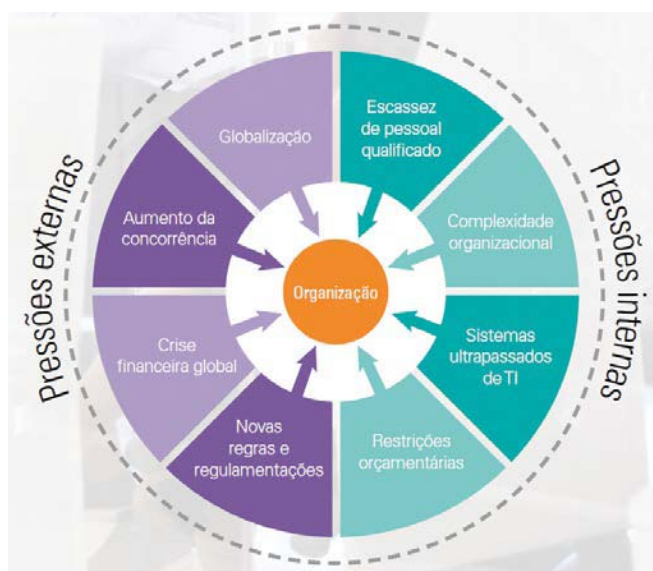 Pressões externas
Globalização
Aumento da
concorrência
Crise
financeira global
Novas
regras e
regulamentações
Organização
Escassez
de pessoal
qualificado
Complexidade
organizacional
Sistemas
ultrapassados
de TI
Restrições
orçamentárias
Pressões internas